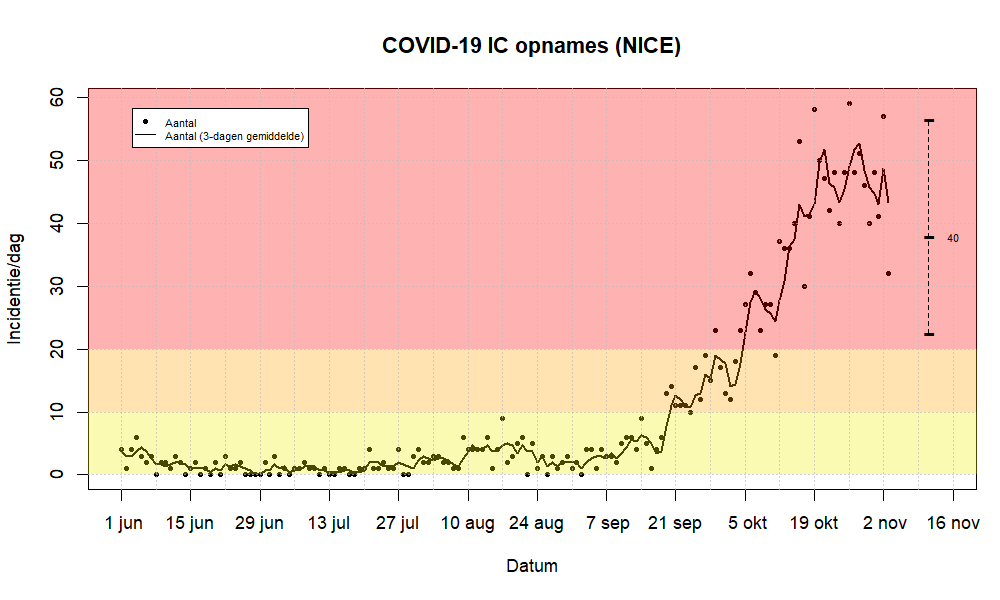 COVID-19 IC opnames (NICE)
60
50
40
30
20
10
0
Incidentie/dag
Aantal
Aantal (3-dagen gemiddelde)
40
1 jun 15 jun 29 jun 13 jul 27 jul 10 aug 24 aug 7 sep 21 sep 5 okt 19 okt 2 nov 16 nov
Datum